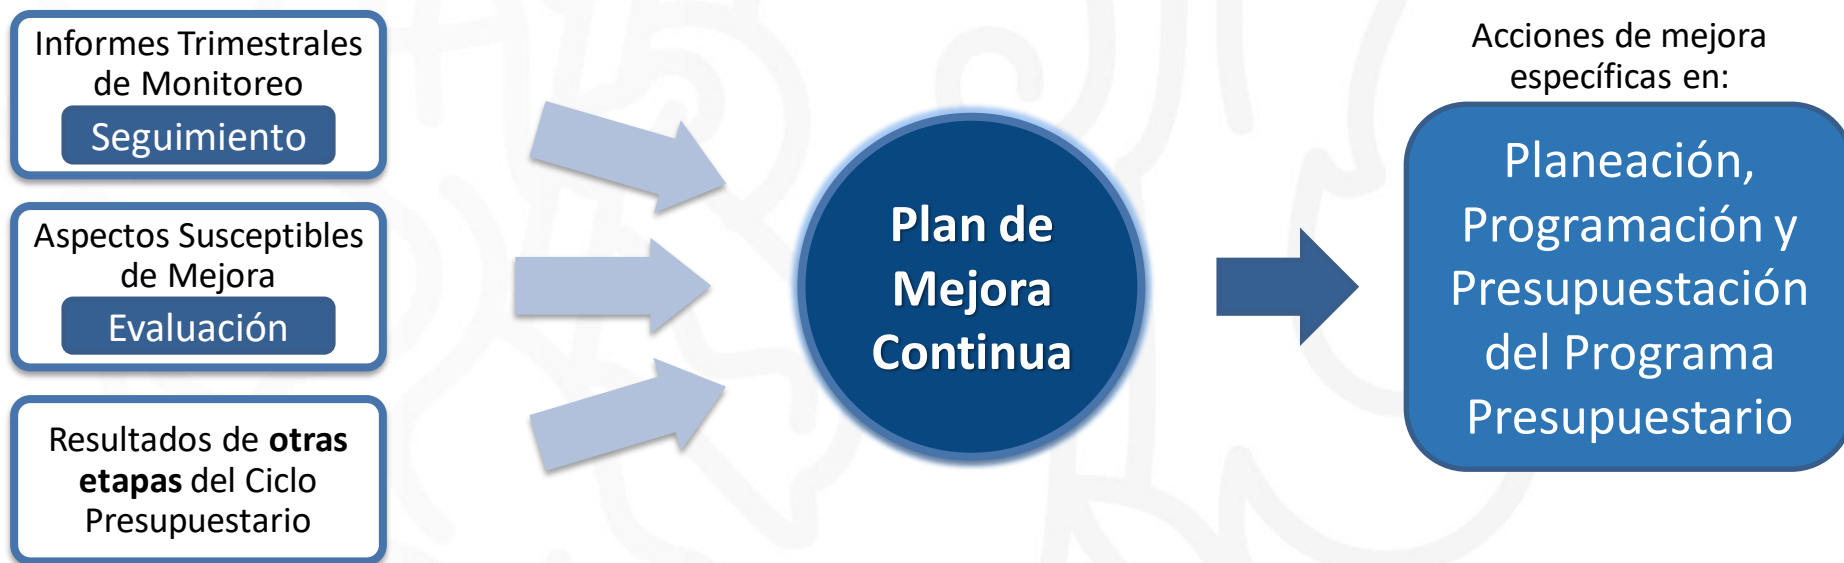 Informes Trimestrales
de Monitoreo
Seguimiento
Aspectos Susceptibles
de Mejora
Evaluación
Resultados de otras
etapas del Ciclo
Presupuestario
Plan de
Mejora
Continua
Acciones de mejora
específicas en:
Planeación,
Programación y
Presupuestación
del Programa
Presupuestario